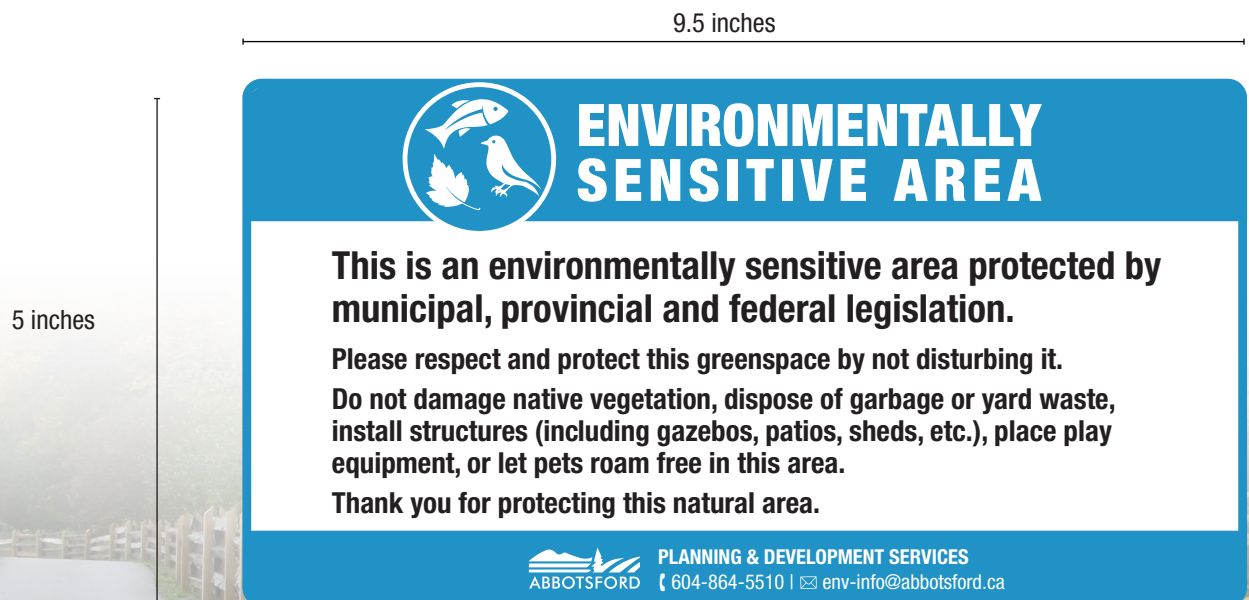 9.5 inches
ENVIRONMENTALLY
SENSITIVE AREA
This is an environmentally sensitive area protected by
municipal, provincial and federal legislation.
5 inches
Please respect and protect this greenspace by not disturbing it.
Do not damage native vegetation, dispose of garbage or yard waste,
install structures (including gazebos, patios, sheds, etc.), place play
equipment, or let pets roam free in this area.
Thank you for protecting this natural area.
ABBOTSFORD
PLANNING & DEVELOPMENT SERVICES
604-864-5510 | env-info@abbotsford.ca